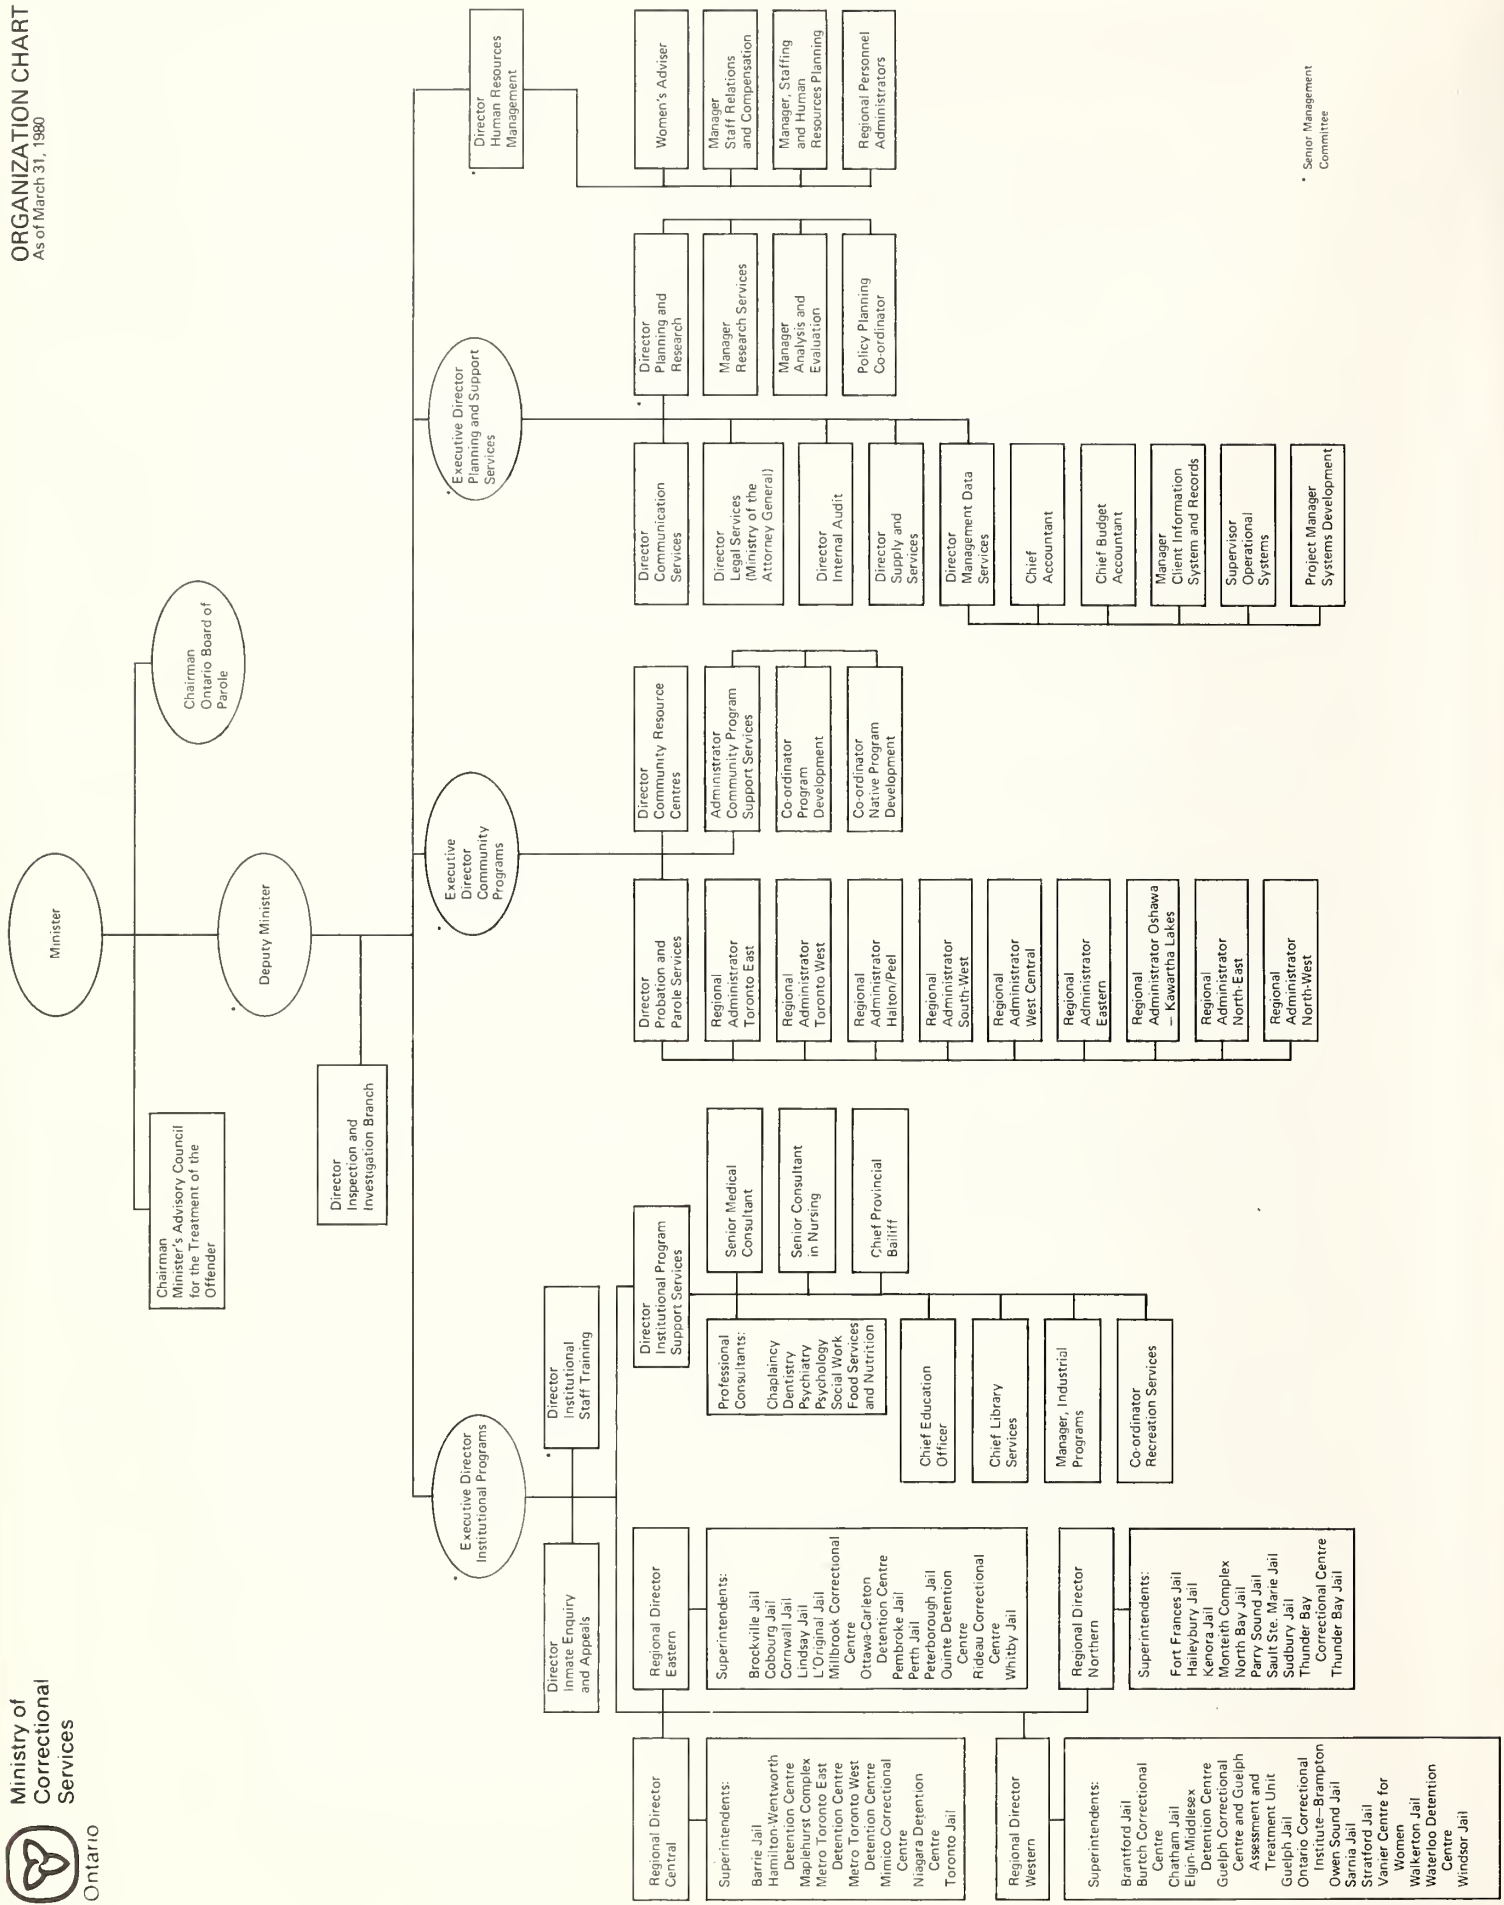 Ministry of
Correctional
Services
Ontario
ORGANIZATION CHART
As of March 31, 1980
Minister
Chairman
Minister's Advisory Council
for the Treatment of the
Offender
Chairman
Ontario Board of
Parole
• Deputy Minister
Director
Inspection and
Investigation Branch
• Executive Director
Institutional Programs
• Executive
Director
Community
Programs
• Executive Director
Planning and Support
Services
• Director
Human Resources
Management
Director
Inmate Enquiry
and Appeals
• Director
Institutional
Staff Training
Regional Director
Central
Superintendents:
Barrie Jail
Hamilton-Wentworth
Detention Centre
Maplehurst Complex
Metro Toronto East
Detention Centre
Metro Toronto West
Detention Centre
Mimico Correctional
Centre
Niagara Detention
Centre
Toronto Jail
Regional Director
Western
Superintendents:
Brantford Jail
Burtch Correctional
Centre
Chatham Jail
Elgin-Middlesex
Detention Centre
Guelph Correctional
Centre and Guelph
Assessment and
Treatment Unit
Guelph Jail
Ontario Correctional
Institute—Brampton
Owen Sound Jail
Sarnia Jail
Stratford Jail
Vanier Centre for
Women
Walkerton Jail
Waterloo Detention
Centre
Windsor Jail
Regional Director
Eastern
Superintendents:
Brockville Jail
Cobourg Jail
Cornwall Jail
Lindsay Jail
L'Original Jail
Millbrook Correctional
Centre
Ottawa-Carleton
Detention Centre
Pembroke Jail
Perth Jail
Peterborough Jail
Quinte Detention
Centre
Rideau Correctional
Centre
Whitby Jail
Regional Director
Northern
Superintendents:
Fort Frances Jail
Haileybury Jail
Kenora Jail
Monteith Complex
North Bay Jail
Parry Sound Jail
Sault Ste. Marie Jail
Sudbury Jail
Thunder Bay
Correctional Centre
Thunder Bay Jail
Director
Institutional Program
Support Services
Professional
Consultants:
Chaplaincy
Dentistry
Psychiatry
Psychology
Social Work
Food Services
and Nutrition
Chief Education
Officer
Chief Library
Services
Manager, Industrial
Programs
Co-ordinator
Recreation Services
Senior Medical
Consultant
Senior Consultant
in Nursing
Chief Provincial
Bailiff
Director
Probation and
Parole Services
Regional
Administrator
Toronto East
Regional
Administrator
Toronto West
Regional
Administrator
Halton/Peel
Regional
Administrator
South-West
Regional
Administrator
West Central
Regional
Administrator
Eastern
Regional
Administrator Oshawa
– Kawartha Lakes
Regional
Administrator
North-East
Regional
Administrator
North-West
Director
Community Resource
Centres
Administrator
Community Program
Support Services
Co-ordinator
Program
Development
Co-ordinator
Native Program
Development
Director
Communication
Services
Director
Legal Services
(Ministry of the
Attorney General)
Director
Internal Audit
Director
Supply and
Services
Director
Management Data
Services
Chief
Accountant
Chief Budget
Accountant
Manager
Client Information
System and Records
Supervisor
Operational
Systems
Project Manager
Systems Development
• Director
Planning and
Research
Manager
Research Services
Manager
Analysis and
Evaluation
Policy Planning
Co-ordinator
Women's Adviser
Manager
Staff Relations
and Compensation
Manager, Staffing
and Human
Resources Planning
Regional Personnel
Administrators
• Senior Management
Committee